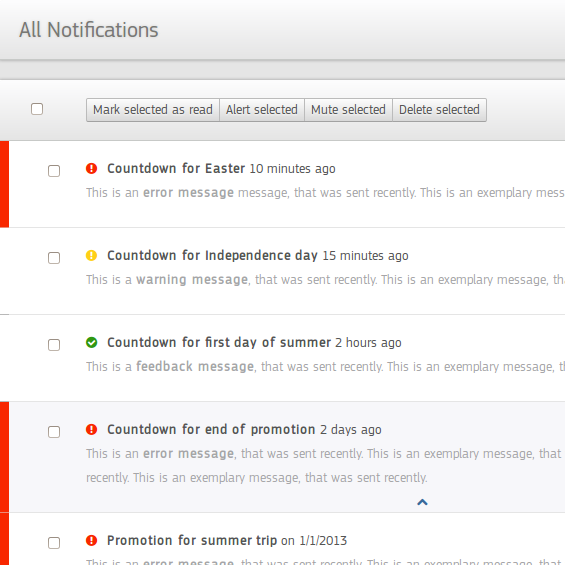 All Notifications
Mark selected as read Alert selected Mute selected Delete selected
Countdown for Easter 10 minutes ago
This is an error message message, that was sent recently. This is an exemplary mess
Countdown for Independence day 15 minutes ago
This is a warning message, that was sent recently. This is an exemplary message, th
Countdown for first day of summer 2 hours ago
This is a feedback message, that was sent recently. This is an exemplary message, t
Countdown for end of promotion 2 days ago
This is an error message, that was sent recently. This is an exemplary message, that
recently. This is an exemplary message, that was sent recently.
Promotion for summer trip on 1/1/2013
This is an error message, that was sent recently. This is an exemplary message, that